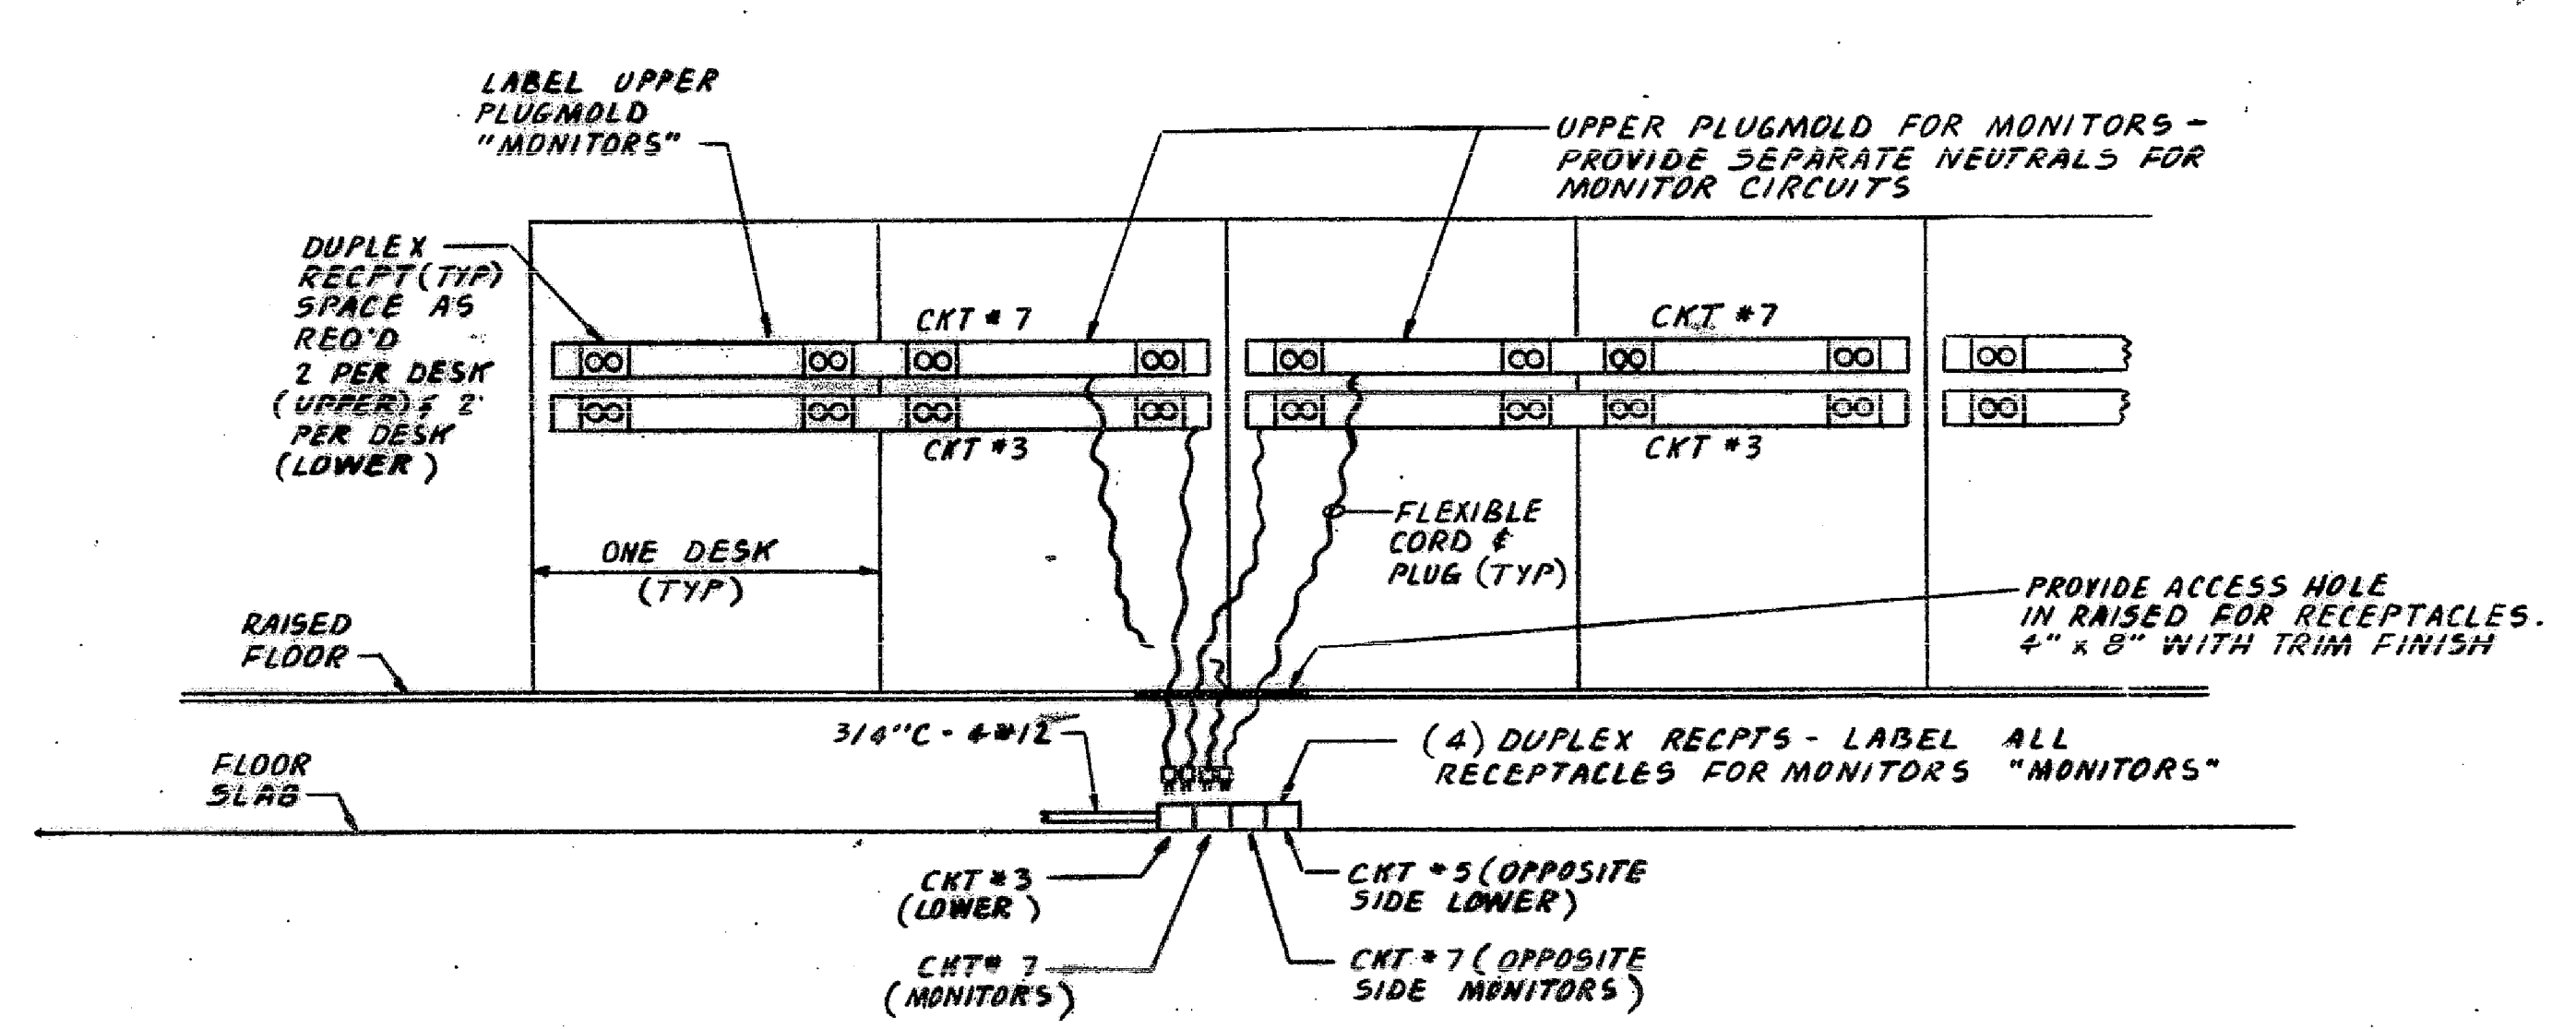 LABEL UPPER
PLUGMOLD
"MONITORS"
UPPER PLUGMOLD FOR MONITORS -
PROVIDE SEPARATE NEUTRALS FOR
MONITOR CIRCUITS
DUPLEX
RECPT (TYP)
SPACE AS
REQ'D
2 PER DESK
(UPPER) & 2
PER DESK
(LOWER)
CKT #7
CKT #7
CKT #3
CKT #3
FLEXIBLE
CORD &
PLUG (TYP)
ONE DESK
(TYP)
PROVIDE ACCESS HOLE
IN RAISED FOR RECEPTACLES.
4" x 8" WITH TRIM FINISH
RAISED
FLOOR
3/4"C - 4#12
(4) DUPLEX RECPTS - LABEL ALL
RECEPTACLES FOR MONITORS "MONITORS"
FLOOR
SLAB
CKT #3
(LOWER)
CKT #5 (OPPOSITE
SIDE LOWER)
CKT# 7
(MONITORS)
CKT #7 (OPPOSITE
SIDE MONITORS)